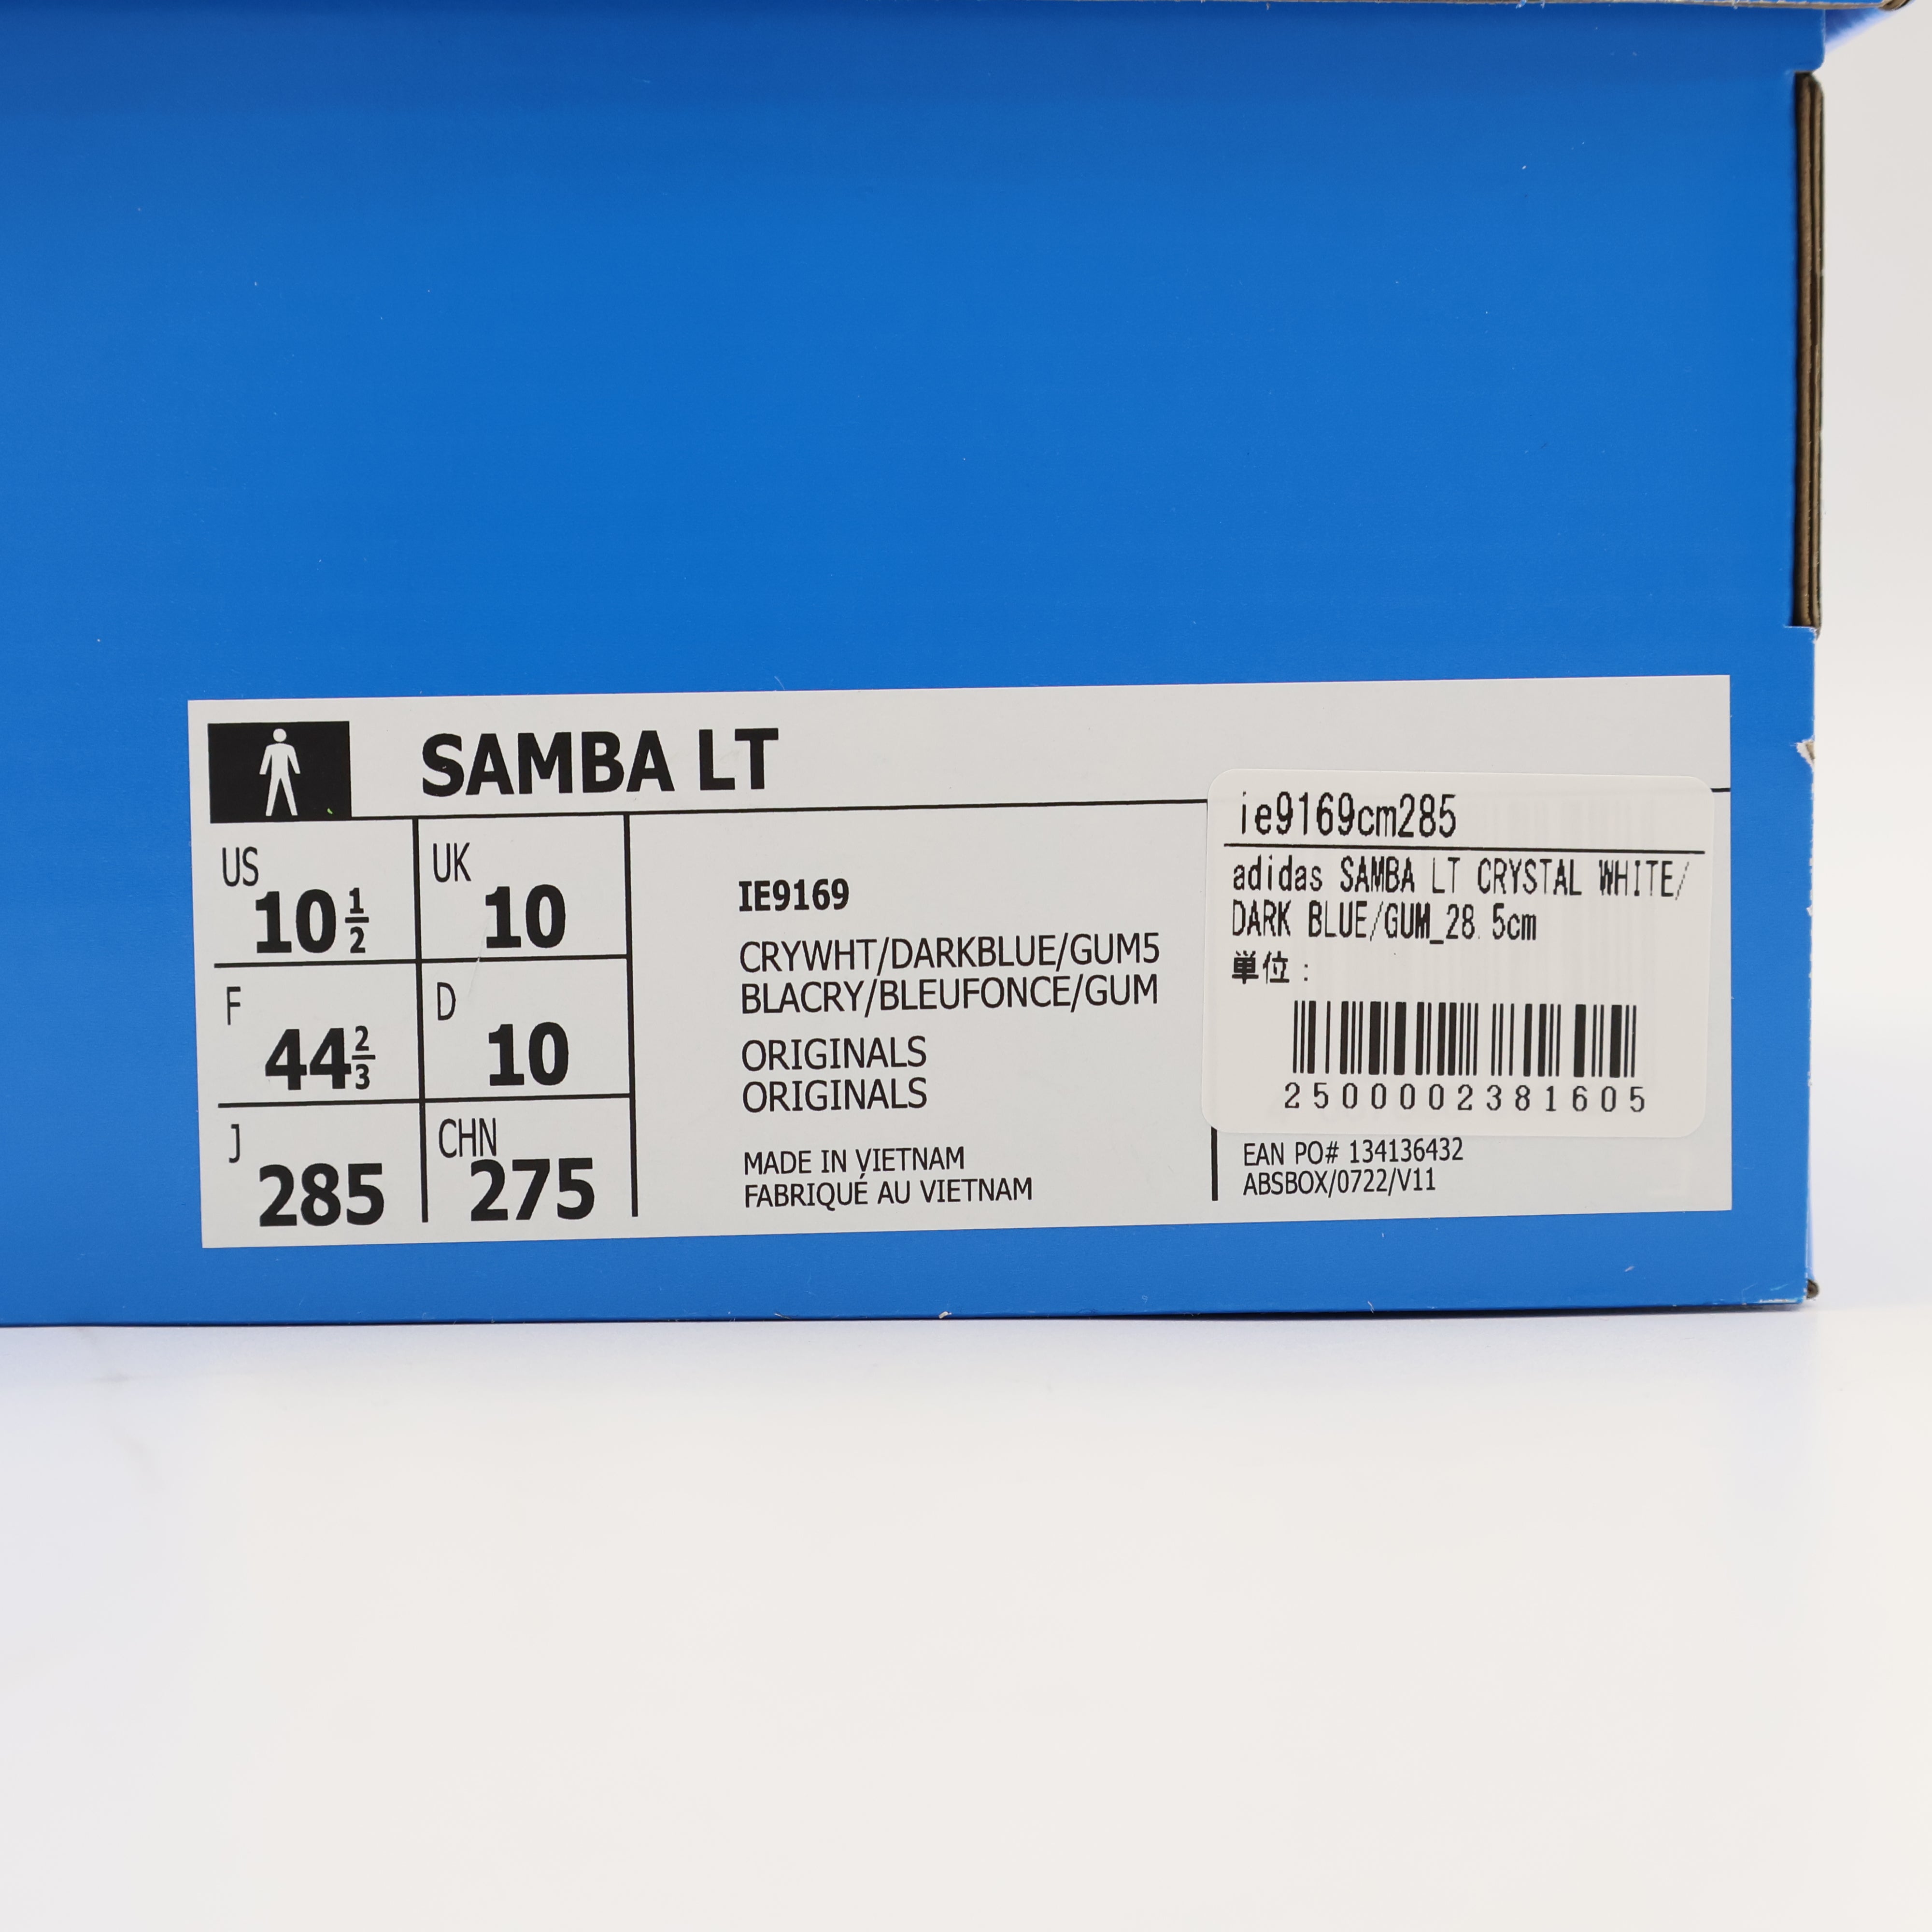 SAMBA LT
US
10 1/2
UK
10
F
44 2/3
D
10
J
285
CHN
275
IE9169
CRYWHT/DARKBLUE/GUM5
BLACRY/BLEUFONCE/GUM
ORIGINALS
ORIGINALS
MADE IN VIETNAM
FABRIQUÉ AU VIETNAM
ie9169cm285
adidas SAMBA LT CRYSTAL WHITE/
DARK BLUE/GUM_28.5cm
単位:
2500002381605
EAN PO# 134136432
ABSBOX/0722/V11